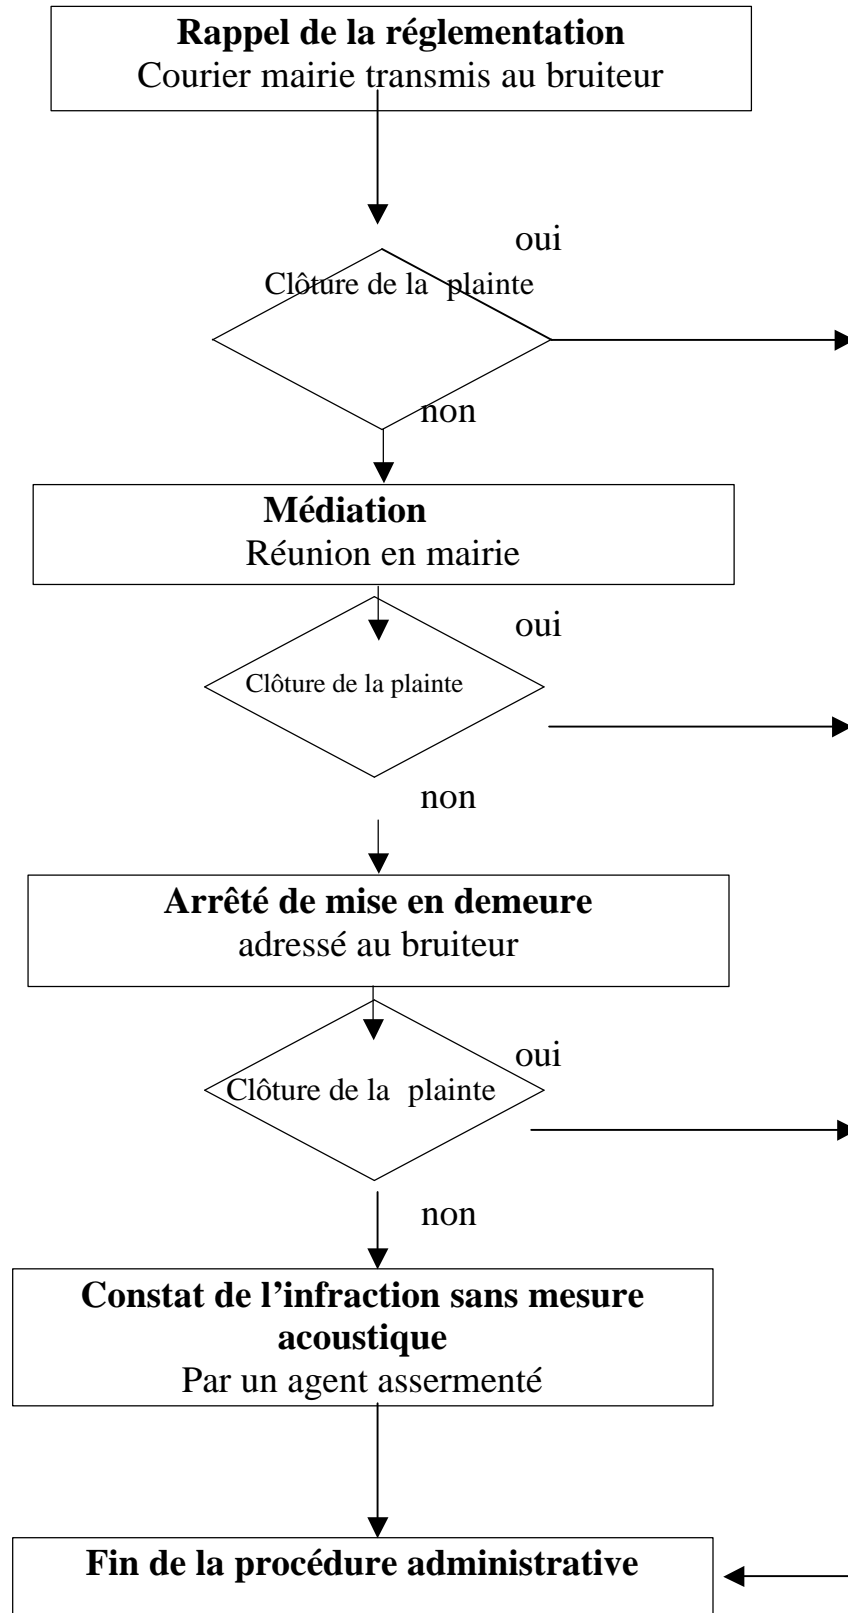 Rappel de la réglementation
Courier mairie transmis au bruiteur
oui
Clôture de la plainte
non
Médiation
Réunion en mairie
oui
Clôture de la plainte
non
Arrêté de mise en demeure
adressé au bruiteur
oui
Clôture de la plainte
non
Constat de l’infraction sans mesure
acoustique
Par un agent assermenté
Fin de la procédure administrative